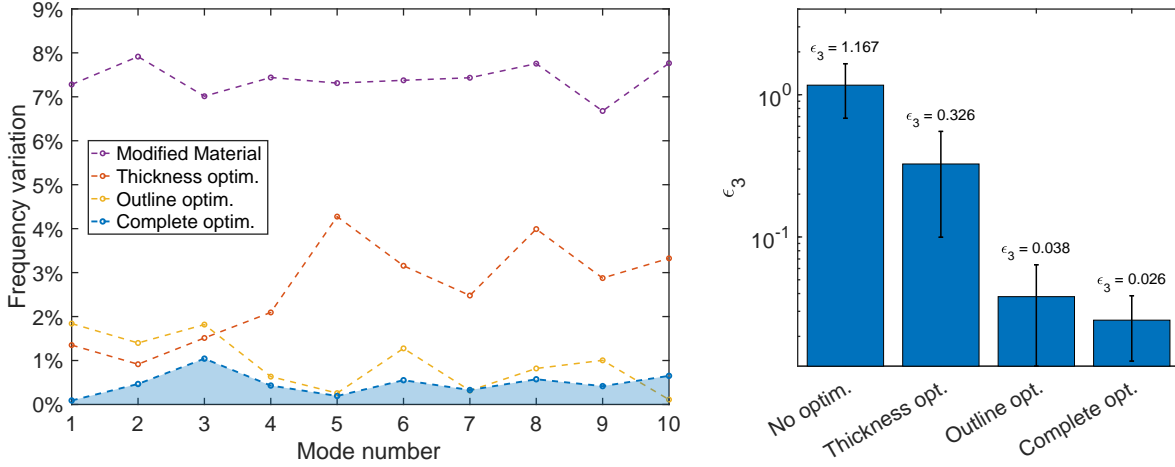 9%
8%
7%
6%
5%
4%
3%
2%
1%
0%
Frequency variation
Modified Material
Thickness optim.
Outline optim.
Complete optim.
1 2 3 4 5 6 7 8 9 10
Mode number
10⁰
10⁻¹
ϵ₃
ϵ₃ = 1.167
ϵ₃ = 0.326
ϵ₃ = 0.038
ϵ₃ = 0.026
No optim.
Thickness opt.
Outline opt.
Complete opt.